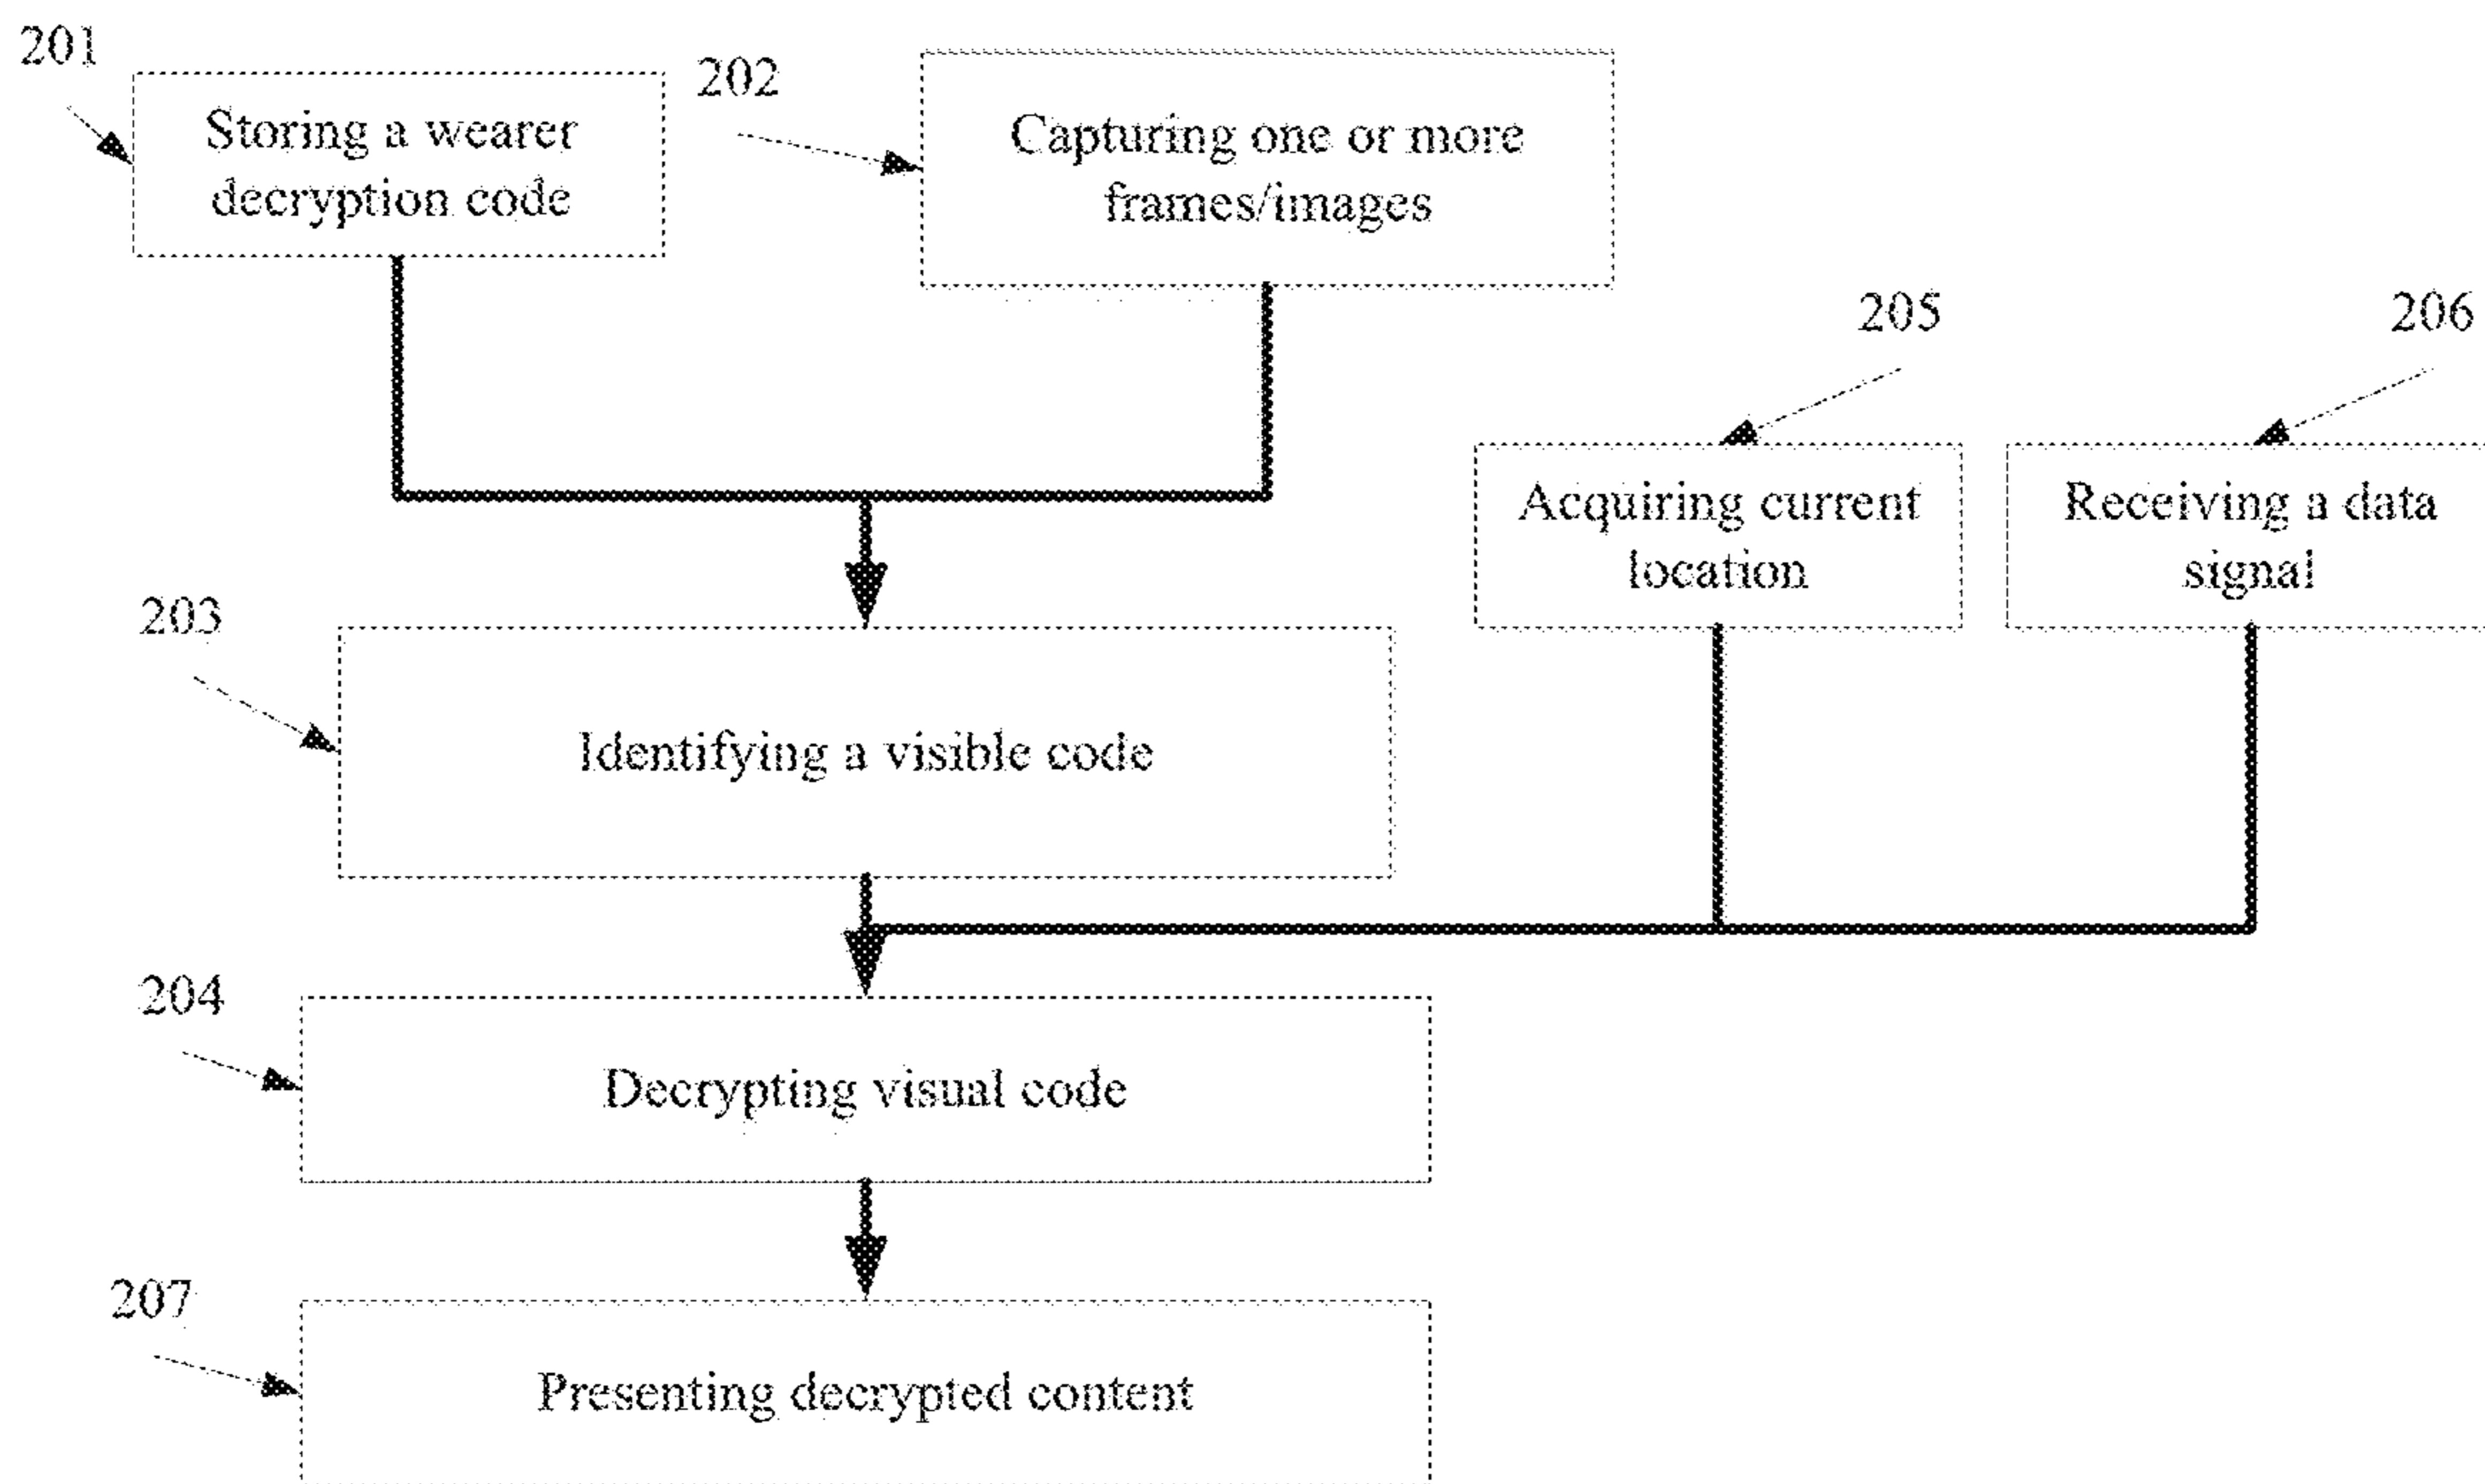 201
Storing a wearer
decryption code
202
Capturing one or more
frames/images
205
Acquiring current
location
206
Receiving a data
signal
203
Identifying a visible code
204
Decrypting visual code
207
Presenting decrypted content